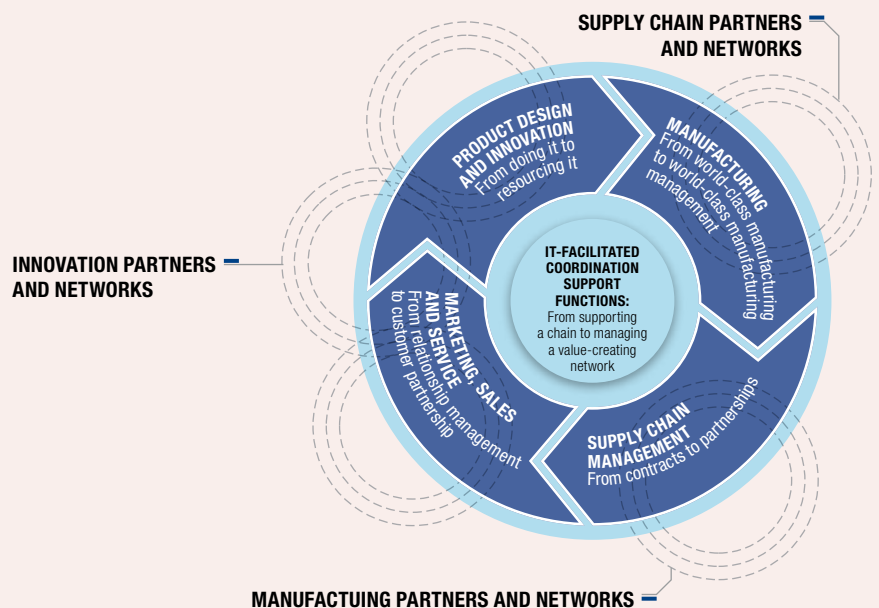 SUPPLY CHAIN PARTNERS
AND NETWORKS
PRODUCT DESIGN
AND INNOVATION
From doing it to
resourcing it
MANUFACTURING
From world-class manufacturing
to world-class manufacturing
management
INNOVATION PARTNERS
AND NETWORKS
IT-FACILITATED
COORDINATION
SUPPORT
FUNCTIONS:
From supporting
a chain to managing
a value-creating
network
MARKETING, SALES
AND SERVICE
From relationship management
to customer partnership
SUPPLY CHAIN
MANAGEMENT
From contracts to partnerships
MANUFACTUING PARTNERS AND NETWORKS